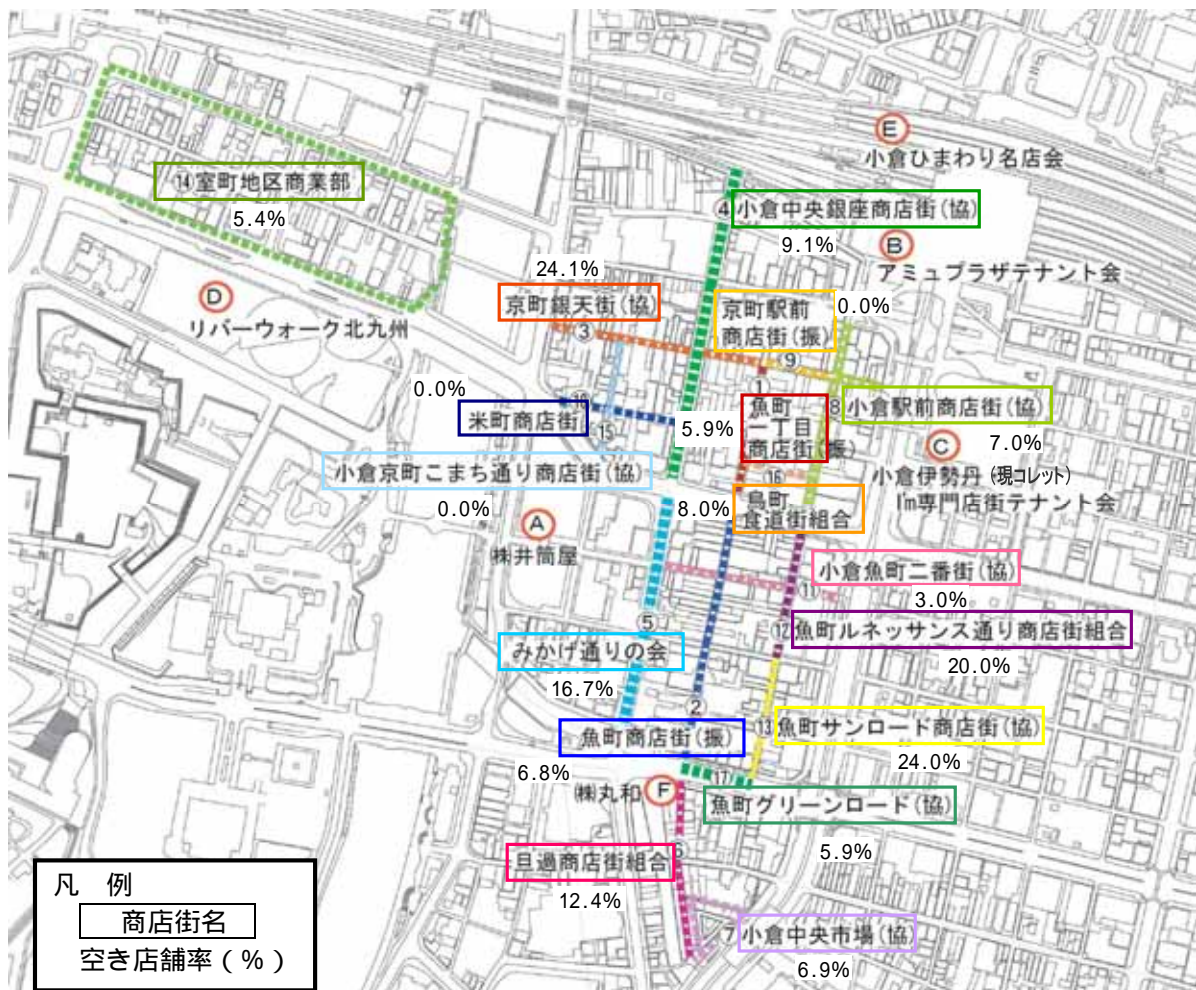 E
小倉ひまわり名店会
⑭室町地区商業部
5.4%
④
小倉中央銀座商店街(協)
9.1%
B
アミュプラザテナント会
D
リバーウォーク北九州
24.1%
京町銀天街(協)
③
京町駅前
商店街(振)
0.0%
⑨
1
魚町
一丁目
商店街(振)
5.9%
8
小倉駅前商店街(協)
7.0%
0.0%
米町商店街
⑮
小倉京町こまち通り商店街(協)
0.0%
C
小倉伊勢丹(現コレット)
I'm専門店街テナント会
⑯
鳥町
食道街組合
8.0%
A
㈱井筒屋
小倉魚町二番街(協)
3.0%
⑤
みかげ通りの会
16.7%
⑫
魚町ルネッサンス通り商店街組合
20.0%
②
魚町商店街(振)
6.8%
⑬
魚町サンロード商店街(協)
24.0%
㈱丸和
F
⑰
魚町グリーンロード(協)
5.9%
旦過商店街組合
12.4%
7
小倉中央市場(協)
6.9%
凡 例
商店街名
空き店舗率(%)